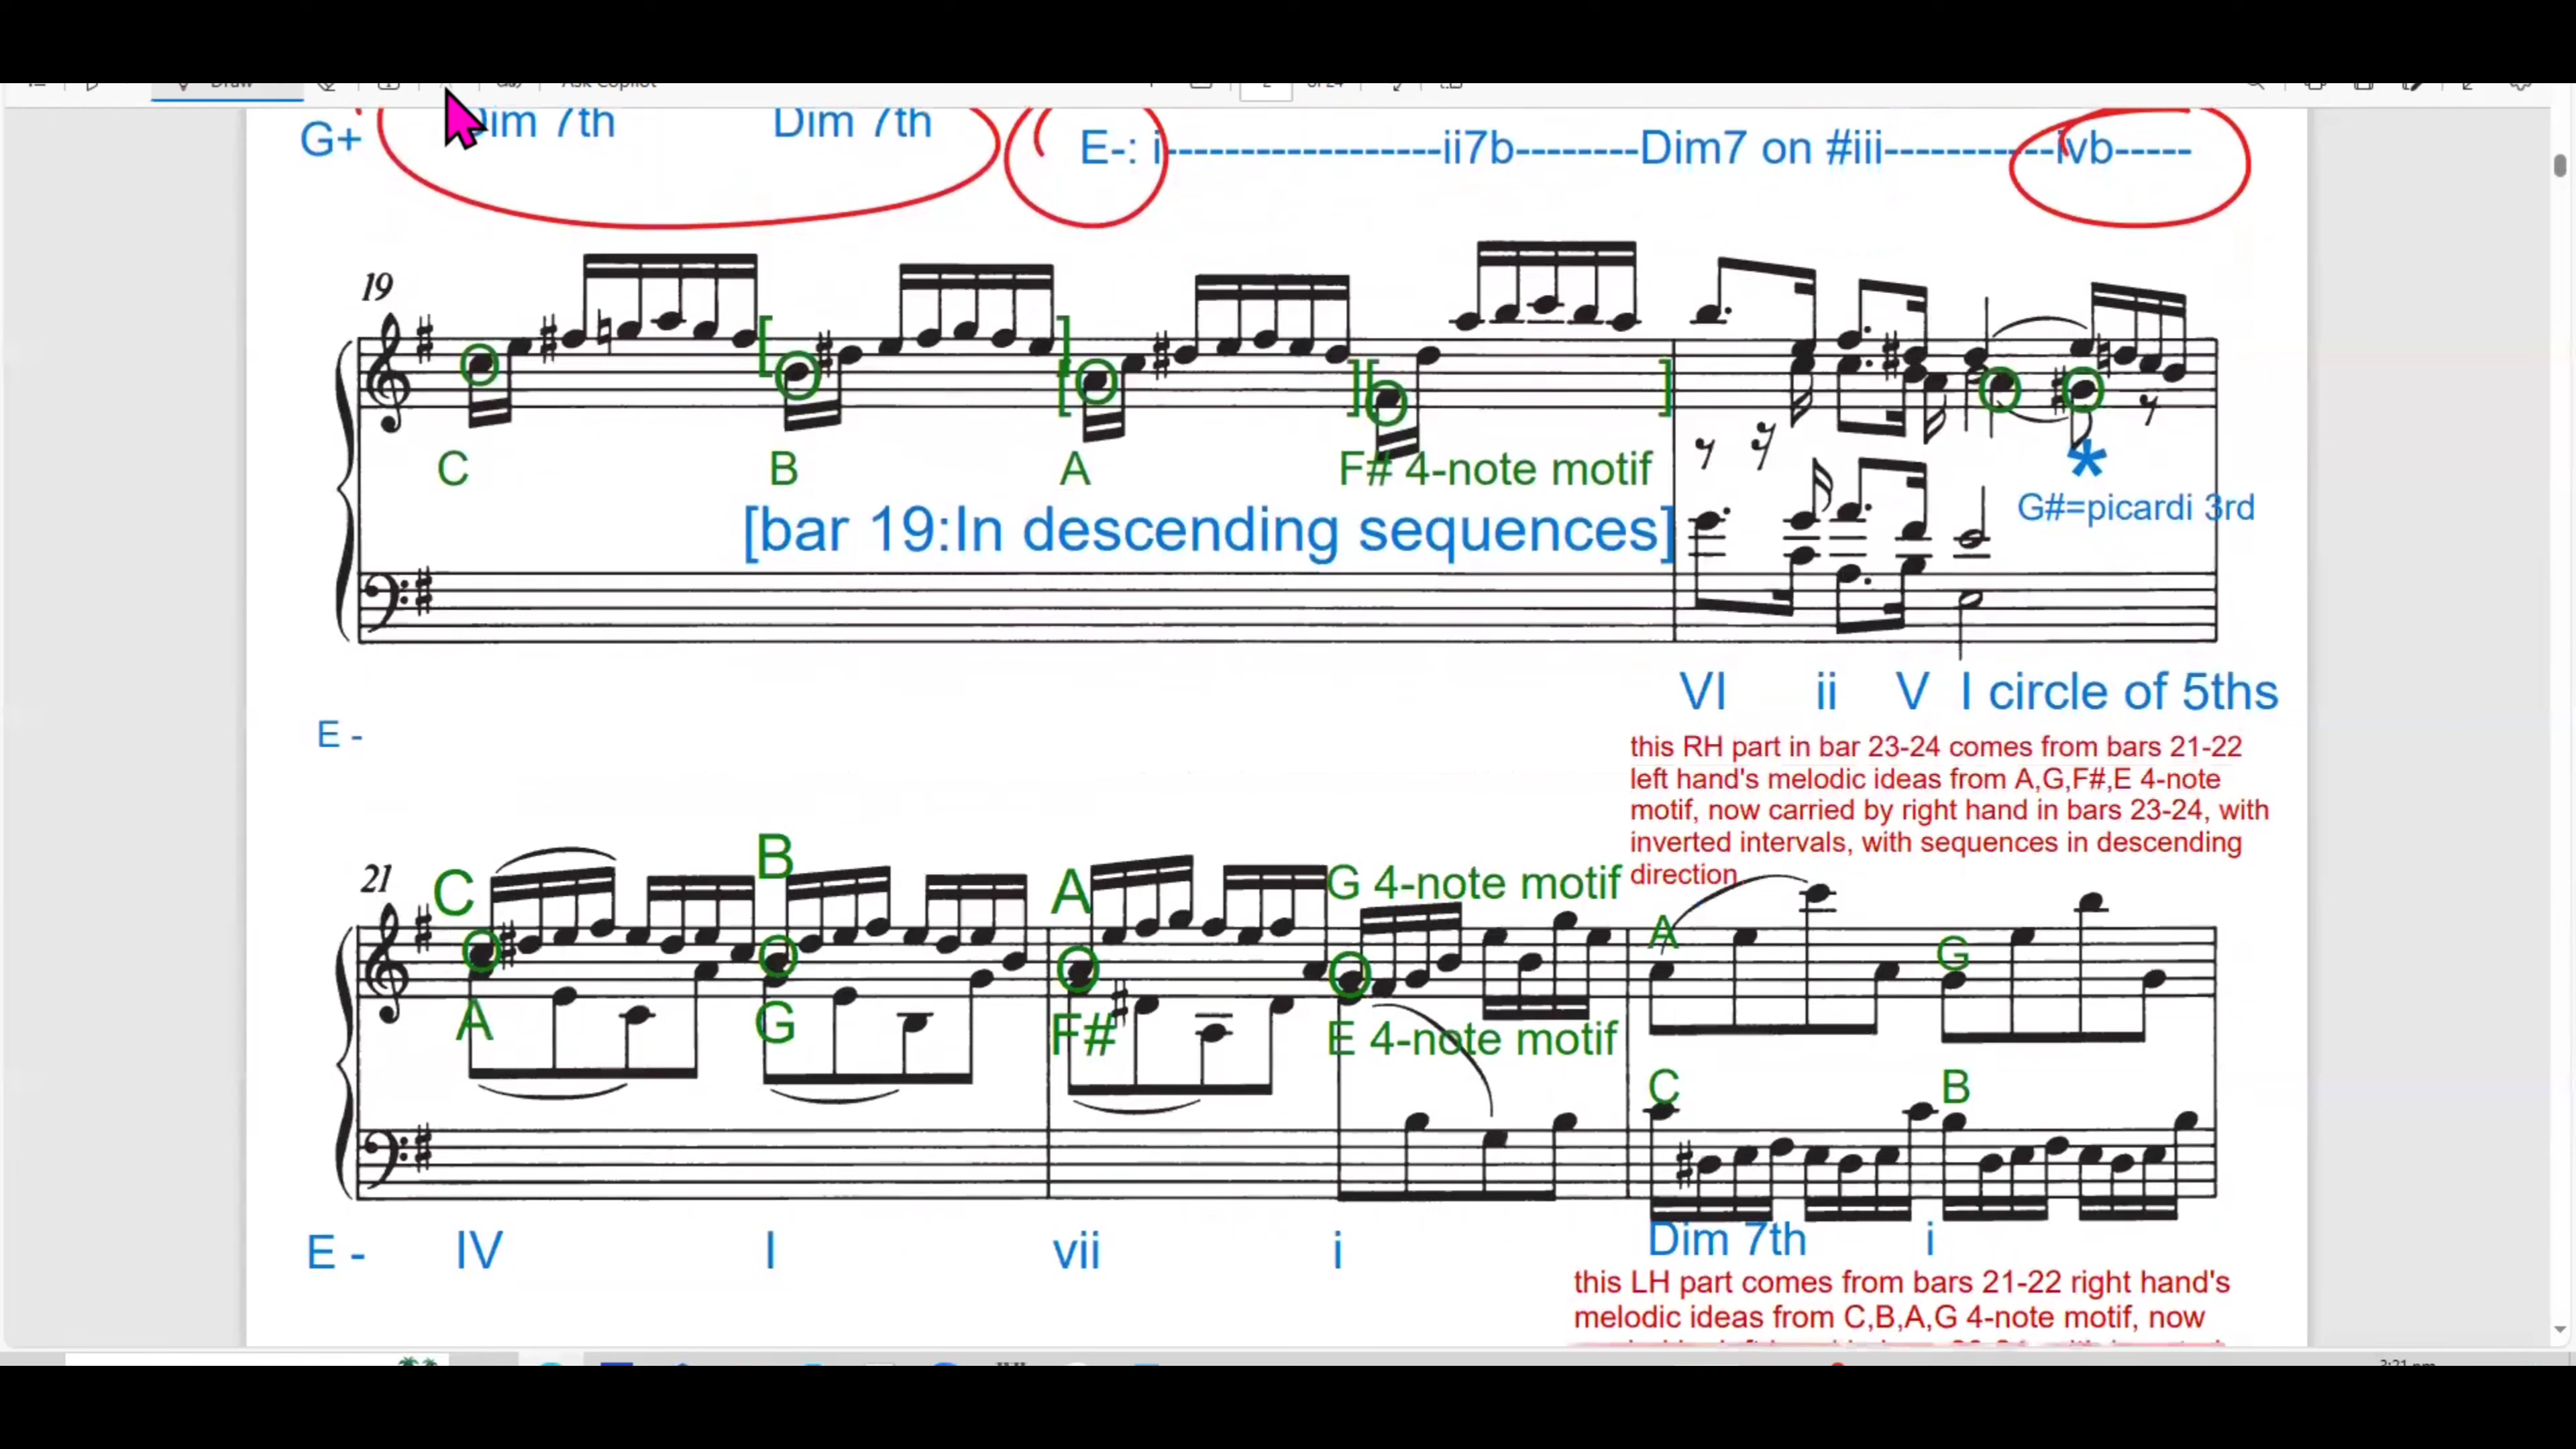 Draw
Ask Copilot
G+
Dim 7th
Dim 7th
E-: i------------------ii7b--------Dim7 on #iii-----------ivb-----
19
C
B
A
F# 4-note motif
[bar 19:In descending sequences]
G#=picardi 3rd
VI ii V I circle of 5ths
E -
this RH part in bar 23-24 comes from bars 21-22
left hand's melodic ideas from A,G,F#,E 4-note
motif, now carried by right hand in bars 23-24, with
inverted intervals, with sequences in descending
direction
21
C
B
A
G 4-note motif
A
G
A
G
F#
E 4-note motif
C
B
E -
IV
I
vii
i
Dim 7th
i
this LH part comes from bars 21-22 right hand's
melodic ideas from C,B,A,G 4-note motif, now